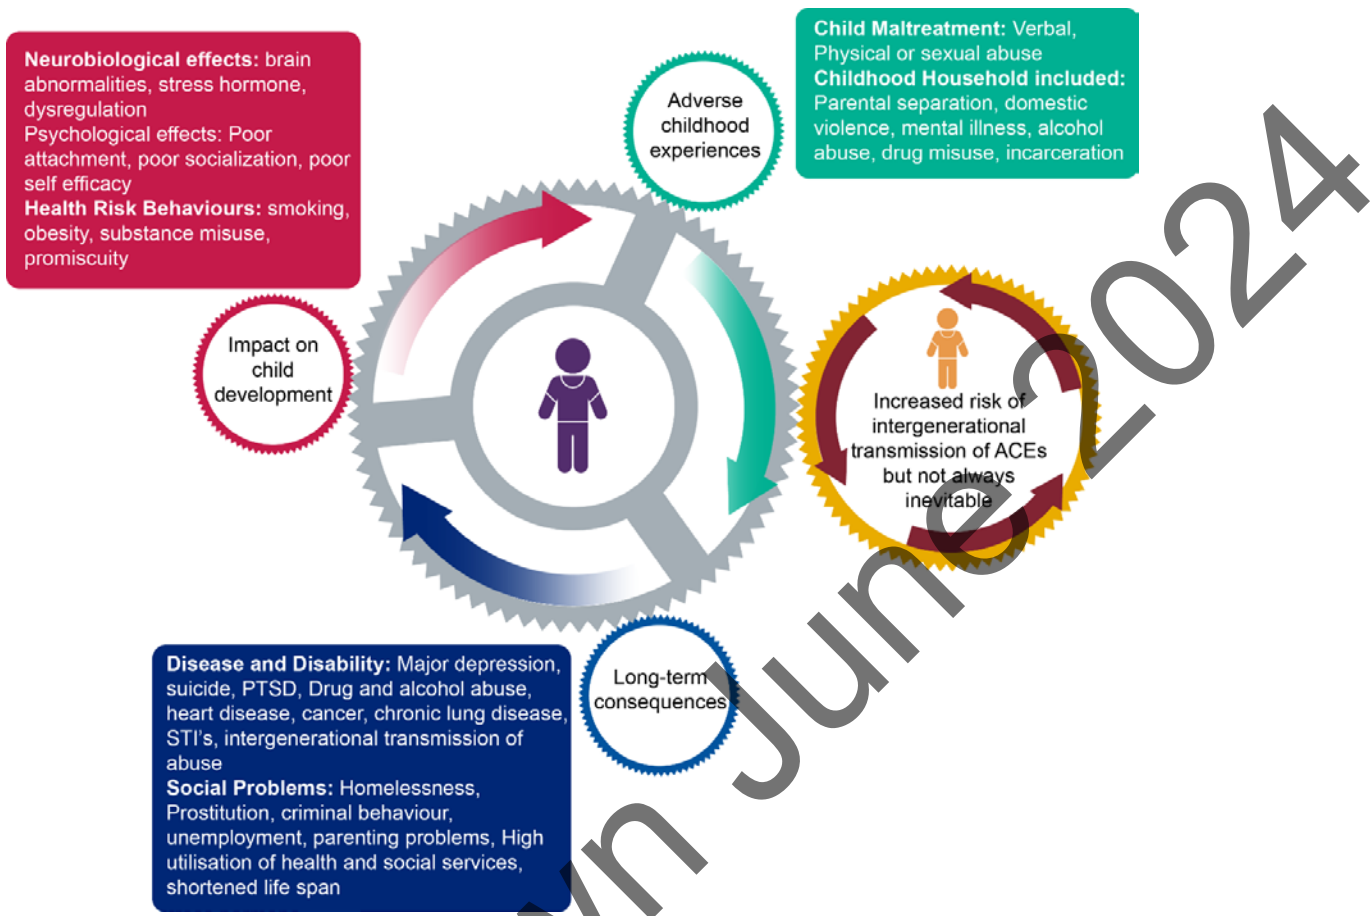 Neurobiological effects: brain
abnormalities, stress hormone,
dysregulation
Psychological effects: Poor
attachment, poor socialization, poor
self efficacy
Health Risk Behaviours: smoking,
obesity, substance misuse,
promiscuity
Adverse
childhood
experiences
Child Maltreatment: Verbal,
Physical or sexual abuse
Childhood Household included:
Parental separation, domestic
violence, mental illness, alcohol
abuse, drug misuse, incarceration
Impact on
child
development
Increased risk of
intergenerational
transmission of ACEs
but not always
inevitable
Long-term
consequences
Disease and Disability: Major depression,
suicide, PTSD, Drug and alcohol abuse,
heart disease, cancer, chronic lung disease,
STI's, intergenerational transmission of
abuse
Social Problems: Homelessness,
Prostitution, criminal behaviour,
unemployment, parenting problems, High
utilisation of health and social services,
shortened life span
June 2024